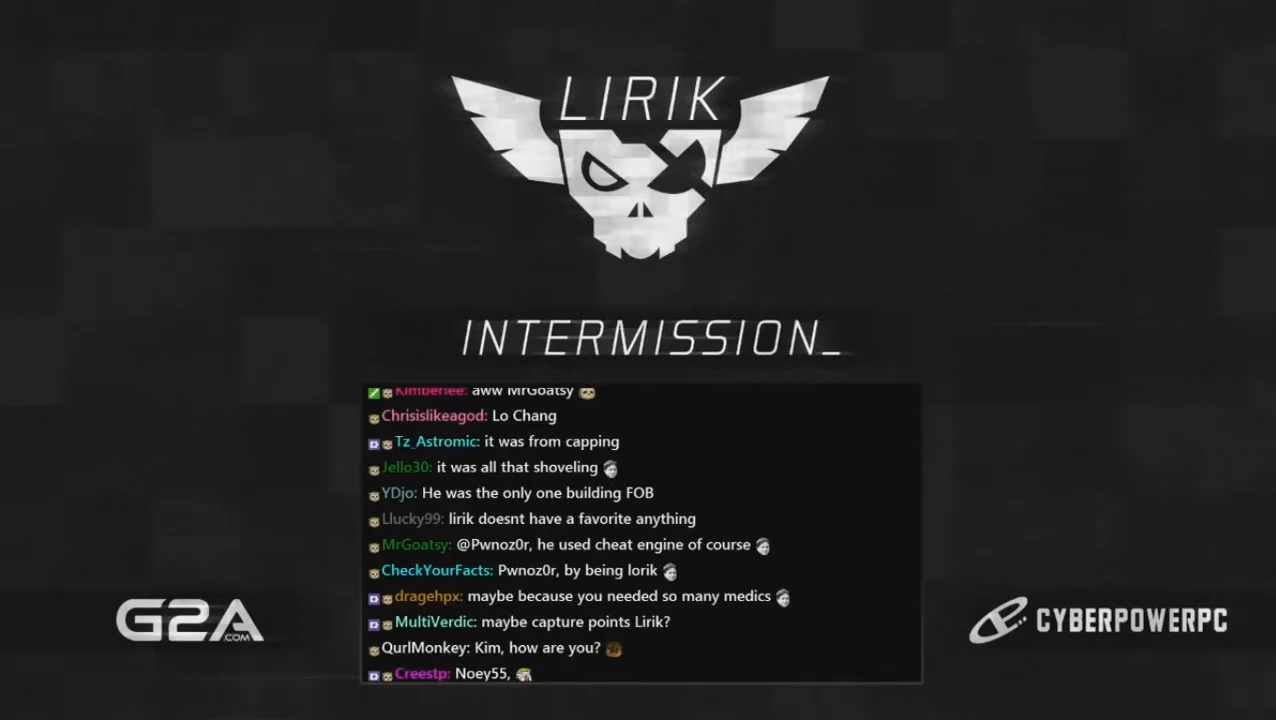 LIRIK
INTERMISSION_
Kimberlee: aww MrGoatsy
Chrisislikeagod: Lo Chang
Tz_Astromic: it was from capping
Jello30: it was all that shoveling
YDjo: He was the only one building FOB
Llucky99: lirik doesnt have a favorite anything
MrGoatsy: @Pwnoz0r, he used cheat engine of course
CheckYourFacts: Pwnoz0r, by being lorik
dragehpx: maybe because you needed so many medics
MultiVerdic: maybe capture points Lirik?
QurlMonkey: Kim, how are you?
Creestp: Noey55,
G2A
.COM
CYBERPOWERPC